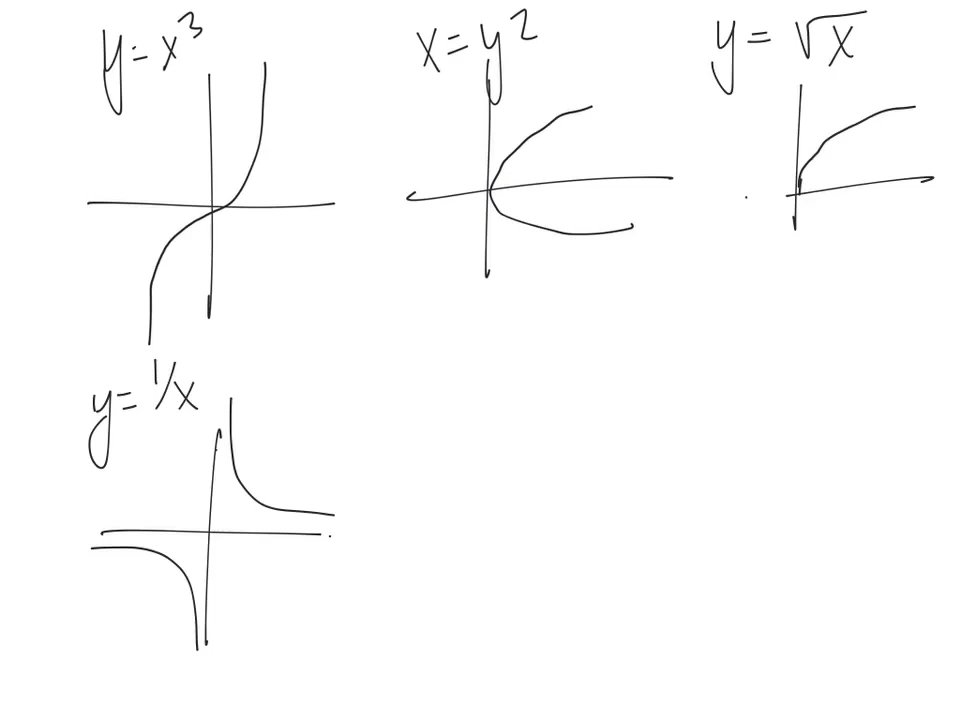 y=x³
x=y²
y=√x
y=1/x